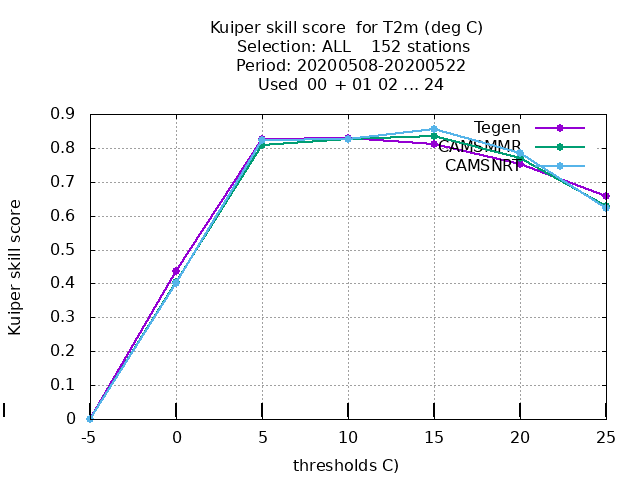 Kuiper skill score  for T2m (deg C)
Selection: ALL    152 stations
Period: 20200508-20200522
Used  00 + 01 02 ... 24
Tegen
CAMSMMR
CAMSNRT
Kuiper skill score
0.9
0.8
0.7
0.6
0.5
0.4
0.3
0.2
0.1
0
-5 0 5 10 15 20 25
thresholds C)